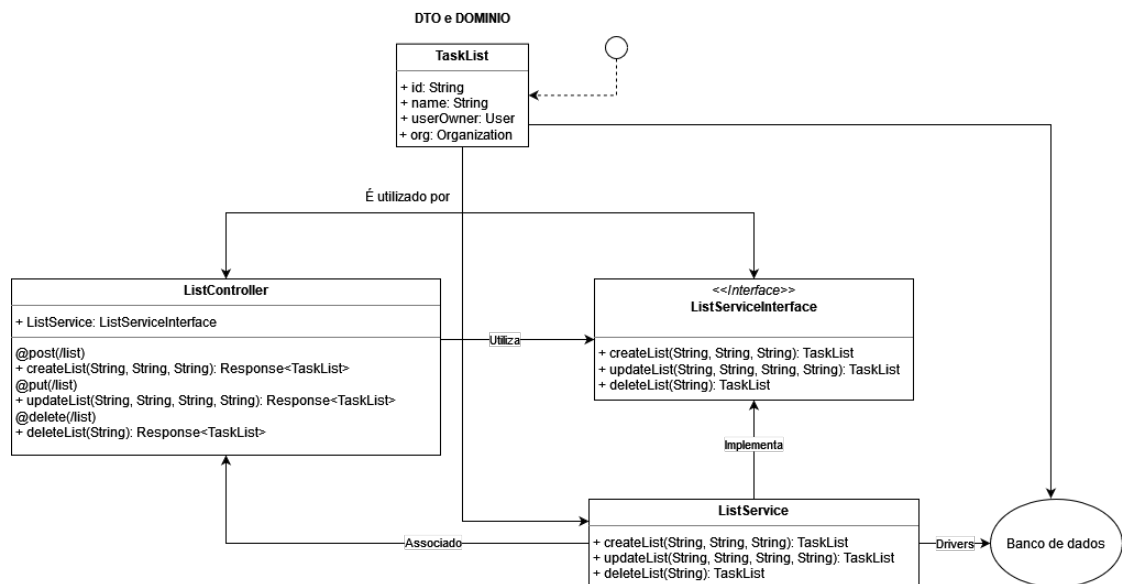 DTO e DOMINIO
TaskList
+ id: String
+ name: String
+ userOwner: User
+ org: Organization
É utilizado por
ListController
+ ListService: ListServiceInterface
@post(/list)
+ createList(String, String, String): Response<TaskList>
@put(/list)
+ updateList(String, String, String, String): Response<TaskList>
@delete(/list)
+ deleteList(String): Response<TaskList>
Utiliza
<<Interface>>
ListServiceInterface
+ createList(String, String, String): TaskList
+ updateList(String, String, String, String): TaskList
+ deleteList(String): TaskList
Implementa
Associado
ListService
+ createList(String, String, String): TaskList
+ updateList(String, String, String, String): TaskList
+ deleteList(String): TaskList
Drivers
Banco de dados